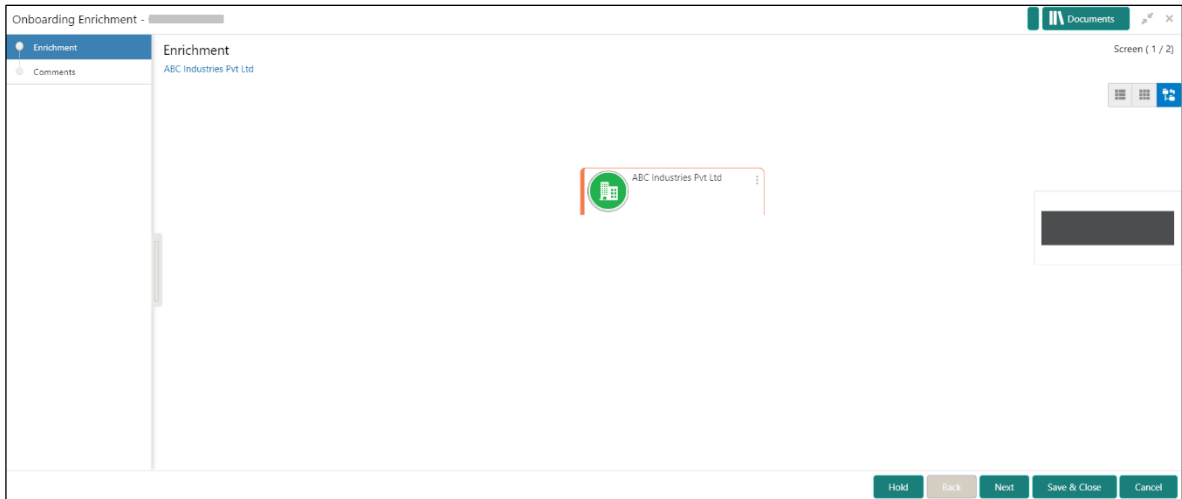 Onboarding Enrichment -
Documents
Enrichment
Comments
Enrichment
Screen ( 1 / 2)
ABC Industries Pvt Ltd
ABC Industries Pvt Ltd
Hold
Back
Next
Save & Close
Cancel